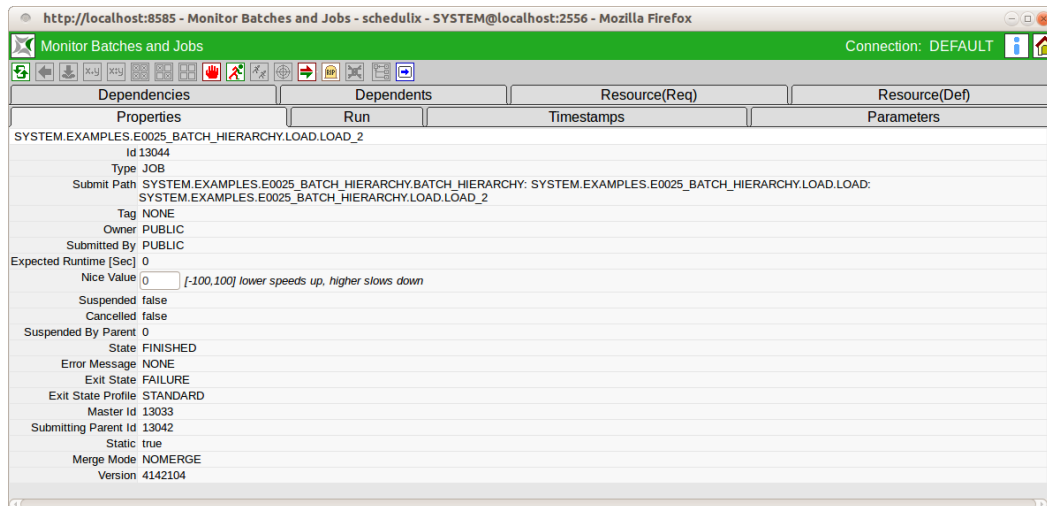 http://localhost:8585 - Monitor Batches and Jobs - schedulix - SYSTEM@localhost:2556 - Mozilla Firefox
Monitor Batches and Jobs
Connection: DEFAULT
x,y
x:y
RIP
Dependencies
Dependents
Resource(Req)
Resource(Def)
Properties
Run
Timestamps
Parameters
SYSTEM.EXAMPLES.E0025_BATCH_HIERARCHY.LOAD.LOAD_2
Id 13044
Type JOB
Submit Path SYSTEM.EXAMPLES.E0025_BATCH_HIERARCHY.BATCH_HIERARCHY: SYSTEM.EXAMPLES.E0025_BATCH_HIERARCHY.LOAD.LOAD:
SYSTEM.EXAMPLES.E0025_BATCH_HIERARCHY.LOAD.LOAD_2
Tag NONE
Owner PUBLIC
Submitted By PUBLIC
Expected Runtime [Sec] 0
Nice Value 0 [-100,100] lower speeds up, higher slows down
Suspended false
Cancelled false
Suspended By Parent 0
State FINISHED
Error Message NONE
Exit State FAILURE
Exit State Profile STANDARD
Master Id 13033
Submitting Parent Id 13042
Static true
Merge Mode NOMERGE
Version 4142104